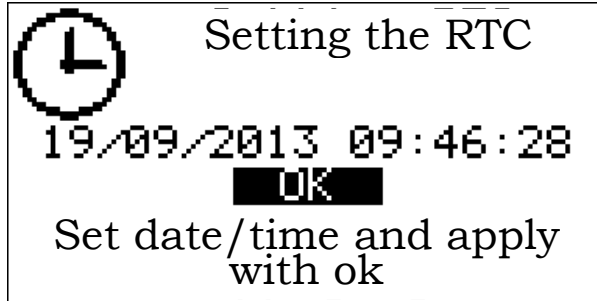 Setting the RTC
19/09/2013 09:46:28
OK
Set date/time and apply
with ok